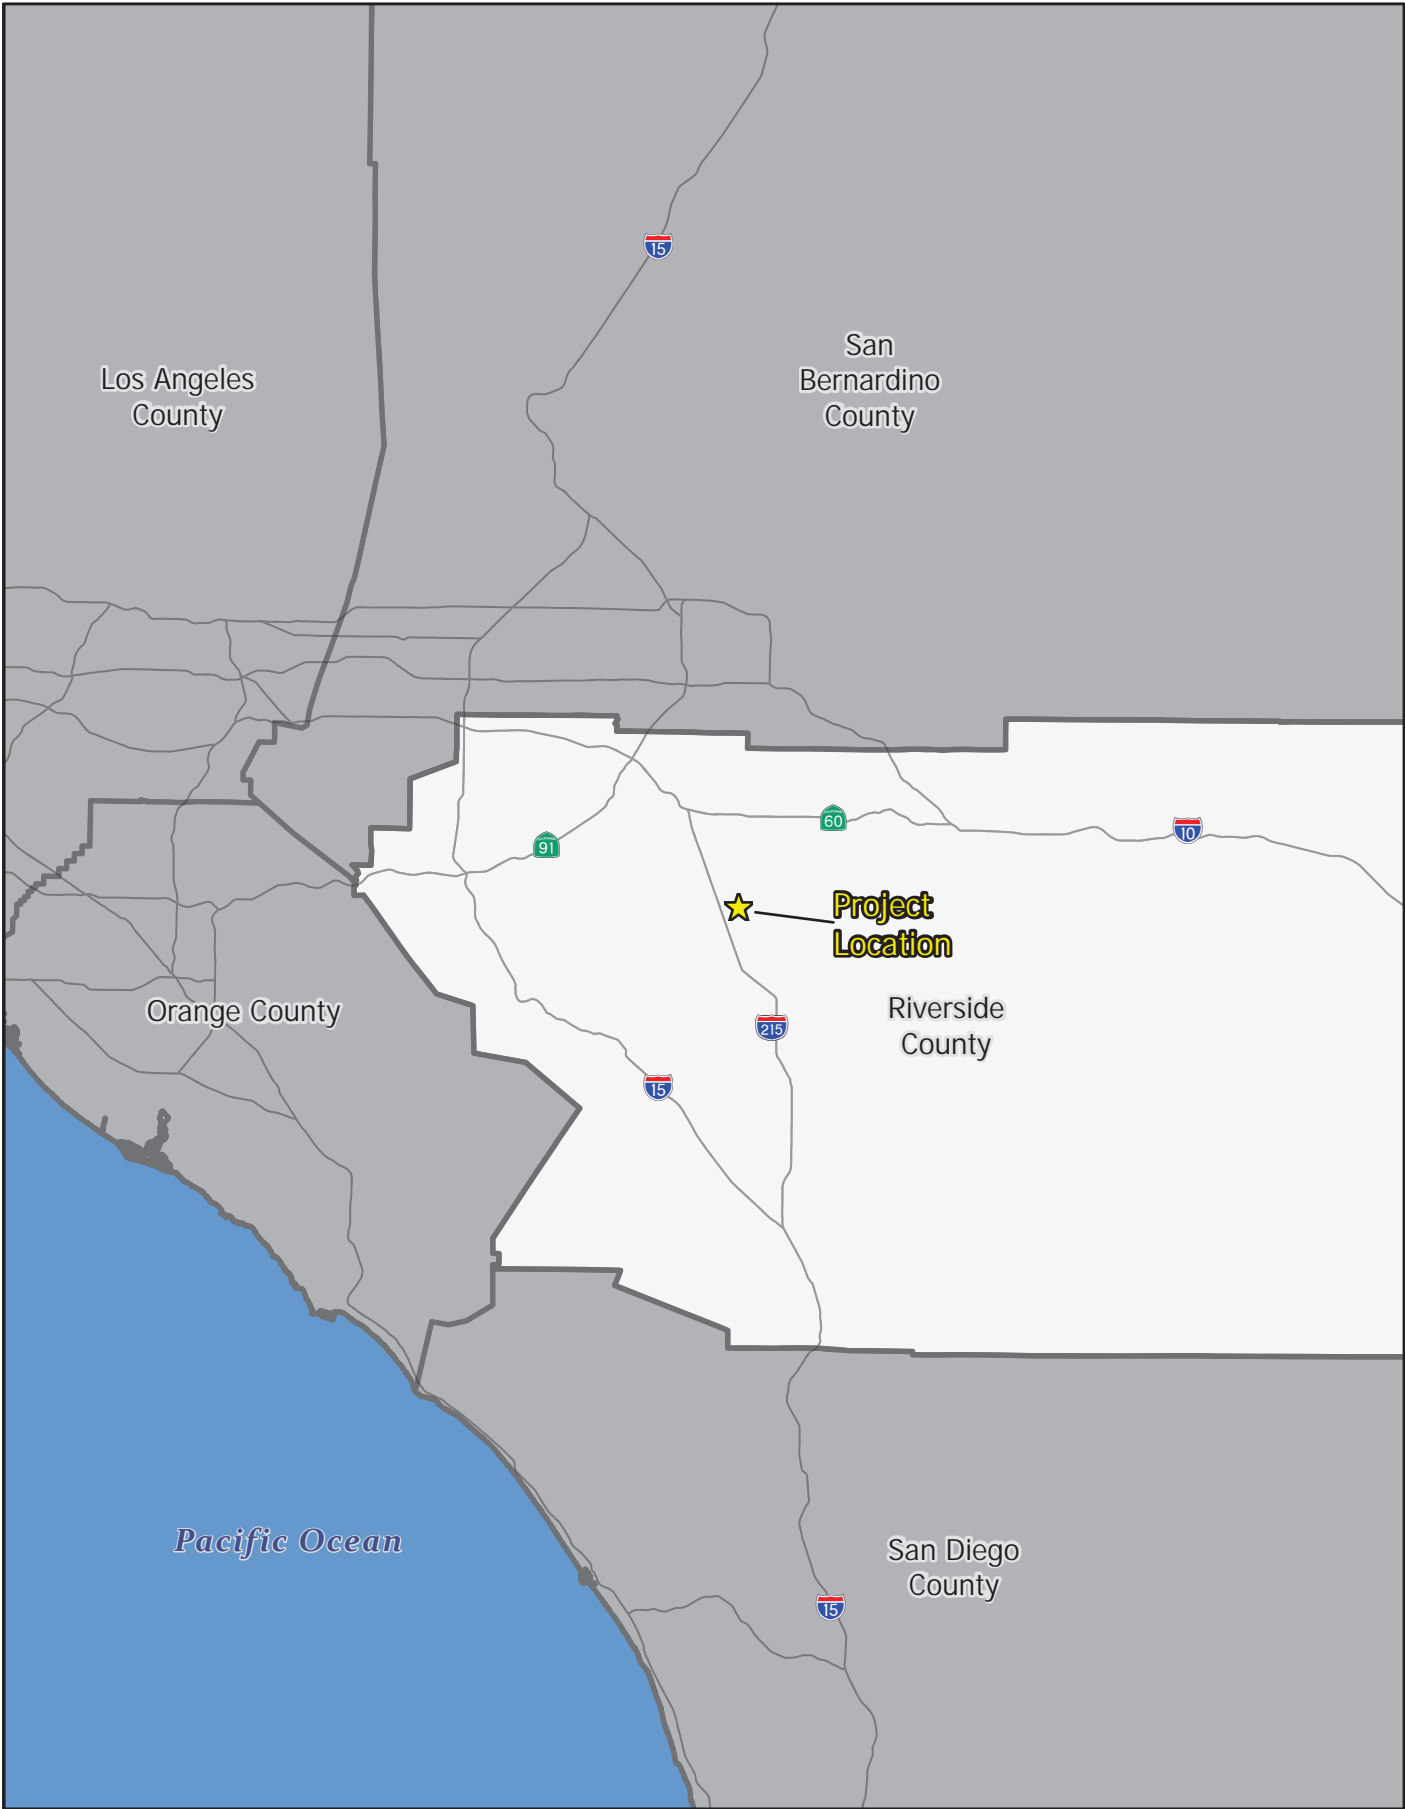 15
San
Bernardino
County
Los Angeles
County
60
10
91
Project
Location
Riverside
County
Orange County
215
15
Pacific Ocean
San Diego
County
15